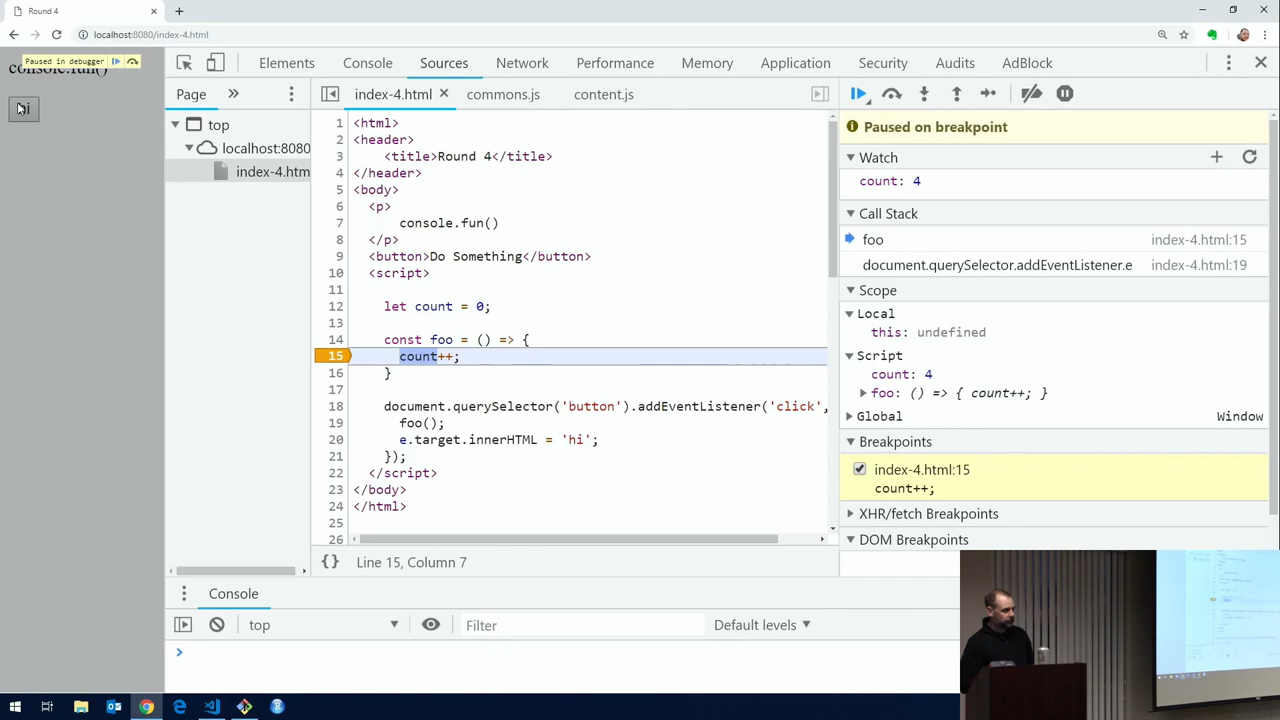 Round 4
localhost:8080/index-4.html
Paused in debugger
console.fun()
hi
Elements Console Sources Network Performance Memory Application Security Audits AdBlock
Page
index-4.html commons.js content.js
top
localhost:8080
index-4.htm
1 <html>
2 <header>
3 <title>Round 4</title>
4 </header>
5 <body>
6 <p>
7 console.fun()
8 </p>
9 <button>Do Something</button>
10 <script>
11
12 let count = 0;
13
14 const foo = () => {
15 count++;
16 }
17
18 document.querySelector('button').addEventListener('click',
19 foo();
20 e.target.innerHTML = 'hi';
21 });
22 </script>
23 </body>
24 </html>
25
26
{} Line 15, Column 7
Paused on breakpoint
Watch
count: 4
Call Stack
foo index-4.html:15
document.querySelector.addEventListener.e index-4.html:19
Scope
Local
this: undefined
Script
count: 4
foo: () => { count++; }
Global Window
Breakpoints
index-4.html:15
count++;
XHR/fetch Breakpoints
DOM Breakpoints
Console
top Filter Default levels